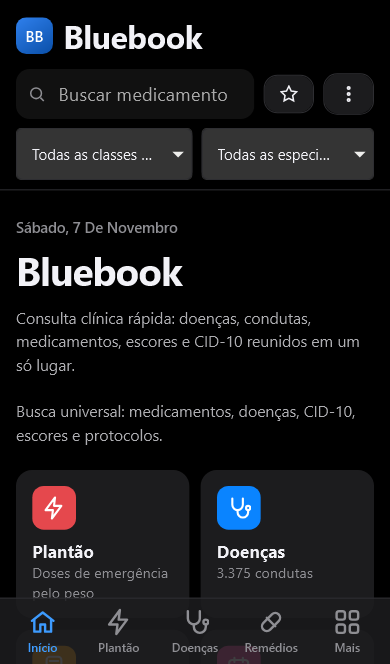 BB
Bluebook
Buscar medicamento
Todas as classes ...
Todas as especi...
Sábado, 7 De Novembro
Bluebook
Consulta clínica rápida: doenças, condutas,
medicamentos, escores e CID-10 reunidos em um
só lugar.
Busca universal: medicamentos, doenças, CID-10,
escores e protocolos.
Plantão
Doses de emergência
pelo peso
Doenças
3.375 condutas
Início
Plantão
Doenças
Remédios
Mais